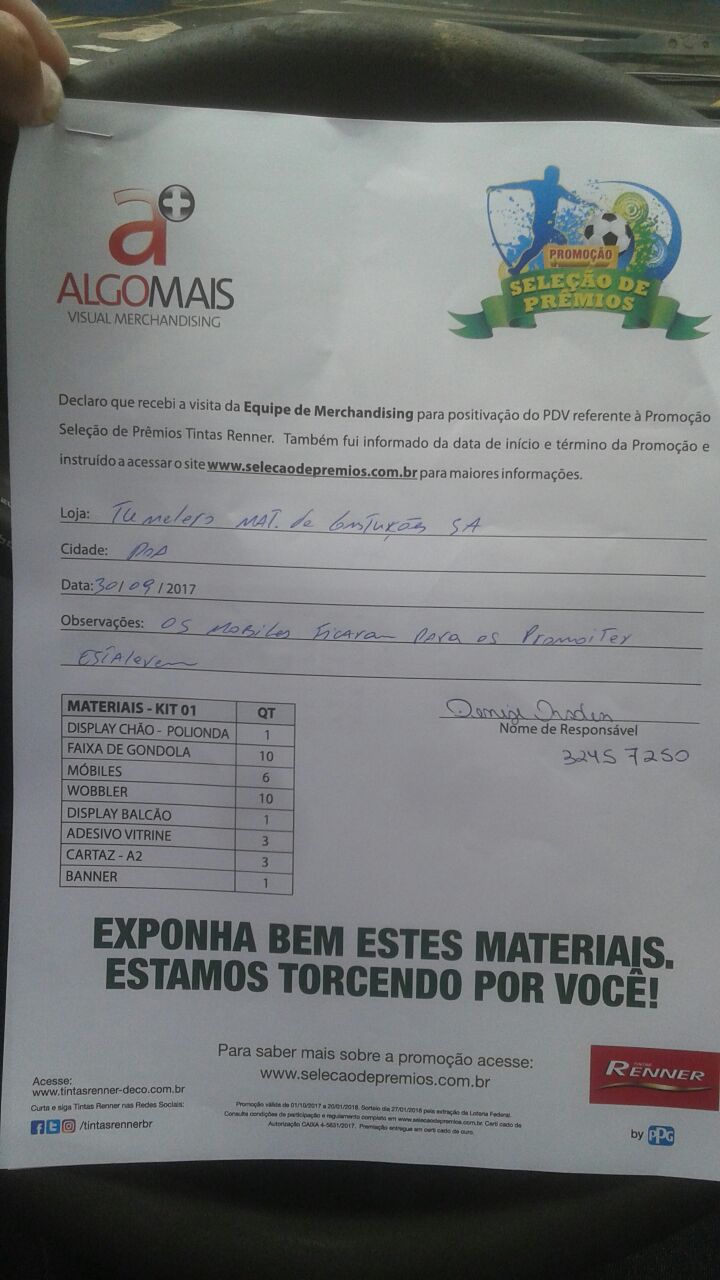 a+
ALGOMAIS
VISUAL MERCHANDISING
PROMOÇÃO
SELEÇÃO DE
PRÊMIOS
Declaro que recebi a visita da Equipe de Merchandising para positivação do PDV referente à Promoção
Seleção de Prêmios Tintas Renner. Também fui informado da data de início e término da Promoção e
instruído a acessar o site www.selecaodepremios.com.br para maiores informações.
Loja: Tumelero MAT. de SA
Cidade: POA
Data: 30/09/2017
Observações: OS MOBILES FICARAM PARA OS
MATERIAIS - KIT 01 QT
DISPLAY CHÃO - POLIONDA 1
FAIXA DE GONDOLA 10
MÓBILES 6
WOBBLER 10
DISPLAY BALCÃO 1
ADESIVO VITRINE 3
CARTAZ - A2 3
BANNER 1
Nome de Responsável
3245 7250
EXPONHA BEM ESTES MATERIAIS.
ESTAMOS TORCENDO POR VOCÊ!
Para saber mais sobre a promoção acesse:
www.selecaodepremios.com.br
Acesse:
www.tintasrenner-deco.com.br
Curta e siga Tintas Renner nas Redes Sociais:
/tintasrennerbr
Promoção válida de 01/10/2017 a 20/01/2018. Sorteio dia 27/01/2018 pela extração da Loteria Federal.
Consulte condições de participação e regulamento completo em www.selecaodepremios.com.br. Certi cado de
Autorização CAIXA 4-5631/2017. Premiação entregue em certi cado de ouro.
TINTAS
RENNER
by PPG